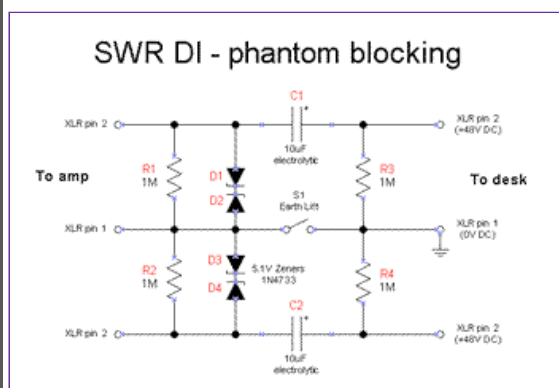 SWR DI - phantom blocking
C1
XLR pin 2
XLR pin 2
(=48V DC)
10uF
electrolytic
R1
1M
D1
D2
R3
1M
To amp
To desk
S1
Earth Lift
XLR pin 1
XLR pin 1
(0V DC)
D3
D4
5.1V Zeners
1N4733
R2
1M
R4
1M
C2
XLR pin 2
XLR pin 2
(=48V DC)
10uF
electrolytic